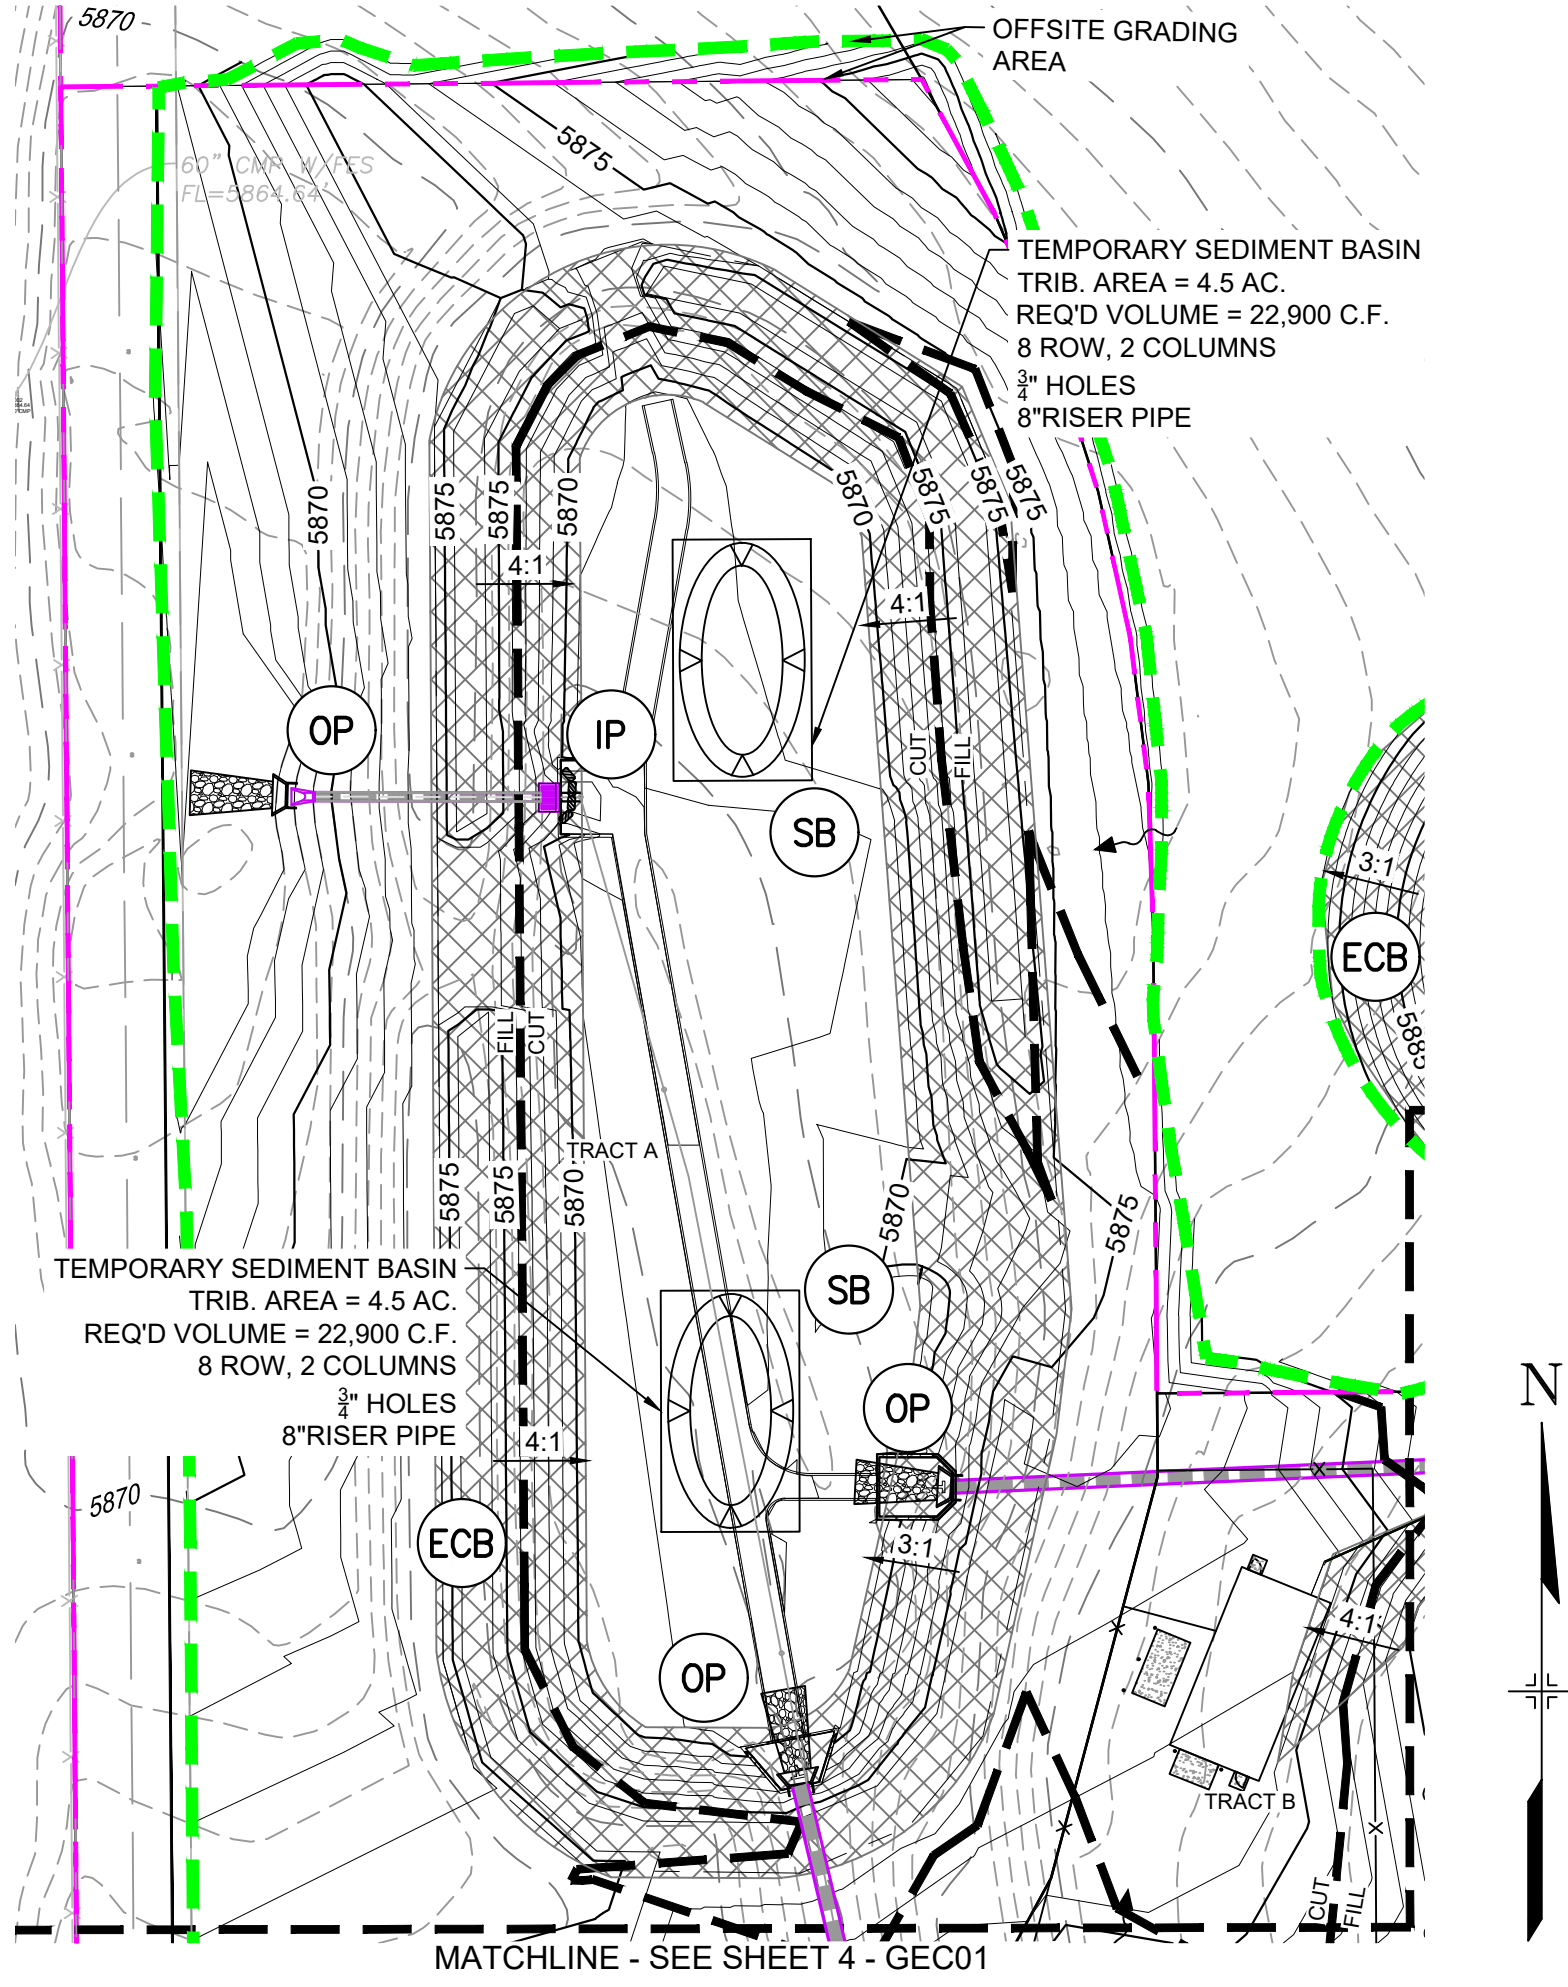 5870
OFFSITE GRADING
AREA
5875
60" CMP W/FES
FL=5864.64'
TEMPORARY SEDIMENT BASIN
TRIB. AREA = 4.5 AC.
REQ'D VOLUME = 22,900 C.F.
8 ROW, 2 COLUMNS
3/4" HOLES
8"RISER PIPE
5870
5875
5875
5870
5870
5875
5875
5875
4:1
4:1
OP
IP
CUT
FILL
SB
3:1
ECB
5885
FILL
CUT
TRACT A
5875
5875
5870
5870
5875
TEMPORARY SEDIMENT BASIN
TRIB. AREA = 4.5 AC.
REQ'D VOLUME = 22,900 C.F.
8 ROW, 2 COLUMNS
3/4" HOLES
8"RISER PIPE
SB
OP
N
4:1
X
5870
ECB
3:1
4:1
X
OP
TRACT B
X
X
CUT
FILL
MATCHLINE - SEE SHEET 4 - GEC01